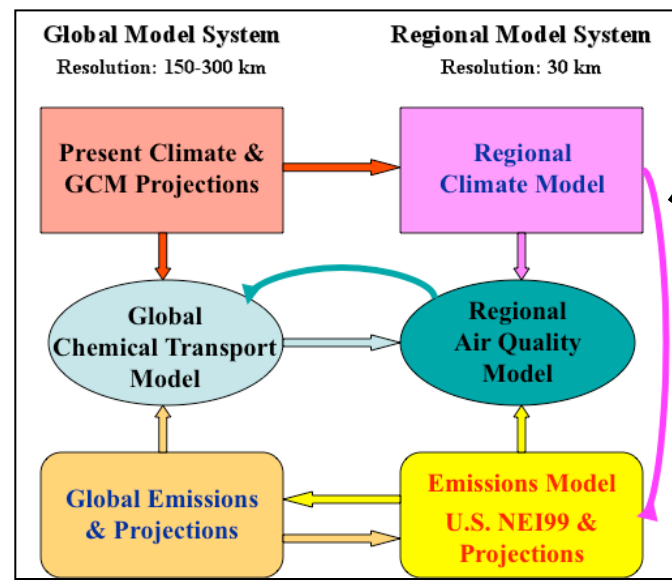 Global Model System
Resolution: 150-300 km
Regional Model System
Resolution: 30 km
Present Climate &
GCM Projections
Regional
Climate Model
Global
Chemical Transport
Model
Regional
Air Quality
Model
Global Emissions
& Projections
Emissions Model
U.S. NEI99 &
Projections